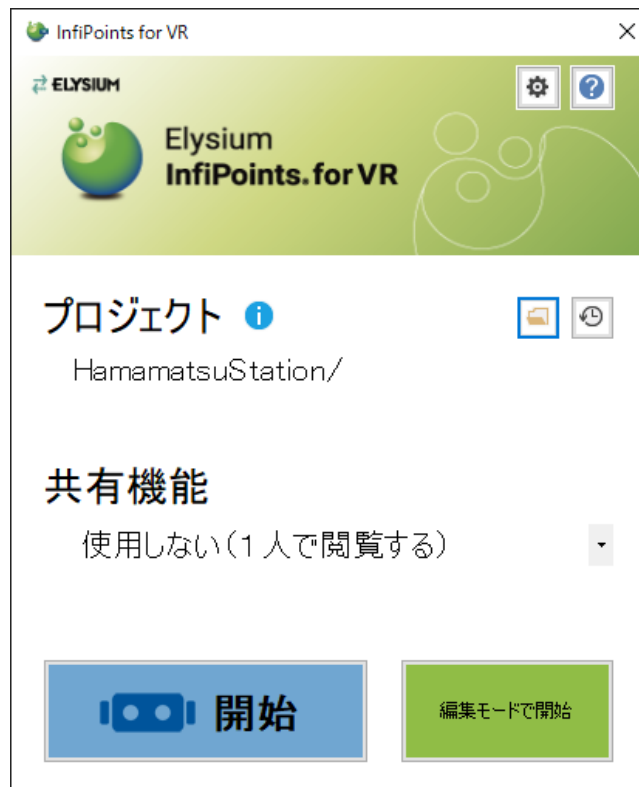 InfiPoints for VR
ELYSIUM
Elysium
InfiPoints.for VR
プロジェクト
HamamatsuStation/
共有機能
使用しない(1人で閲覧する)
開始
編集モードで開始